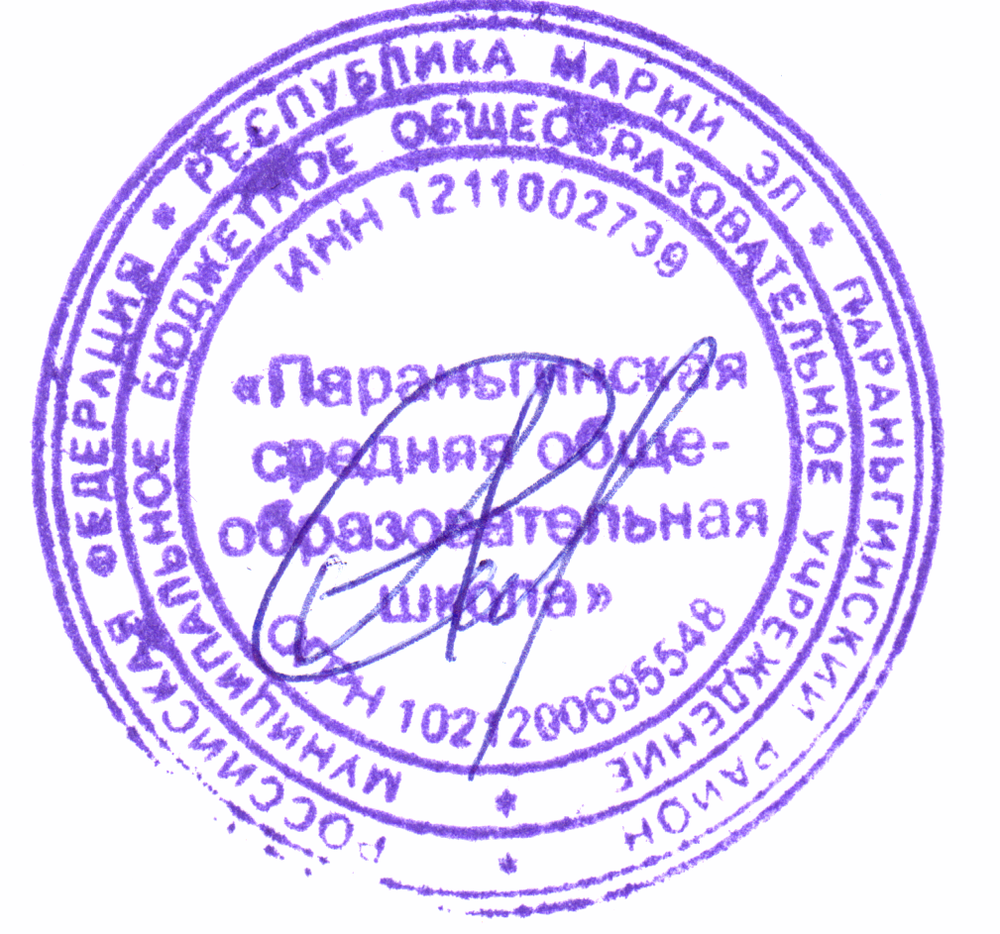 РОССИЙСКАЯ ФЕДЕРАЦИЯ * РЕСПУБЛИКА МАРИЙ ЭЛ * ПАРАНЬГИНСКИЙ РАЙОН *
МУНИЦИПАЛЬНОЕ БЮДЖЕТНОЕ ОБЩЕОБРАЗОВАТЕЛЬНОЕ УЧРЕЖДЕНИЕ *
ИНН 1211002739
«Параньгинская
средняя обще-
образовательная
школа»
ОГРН 1021200695548